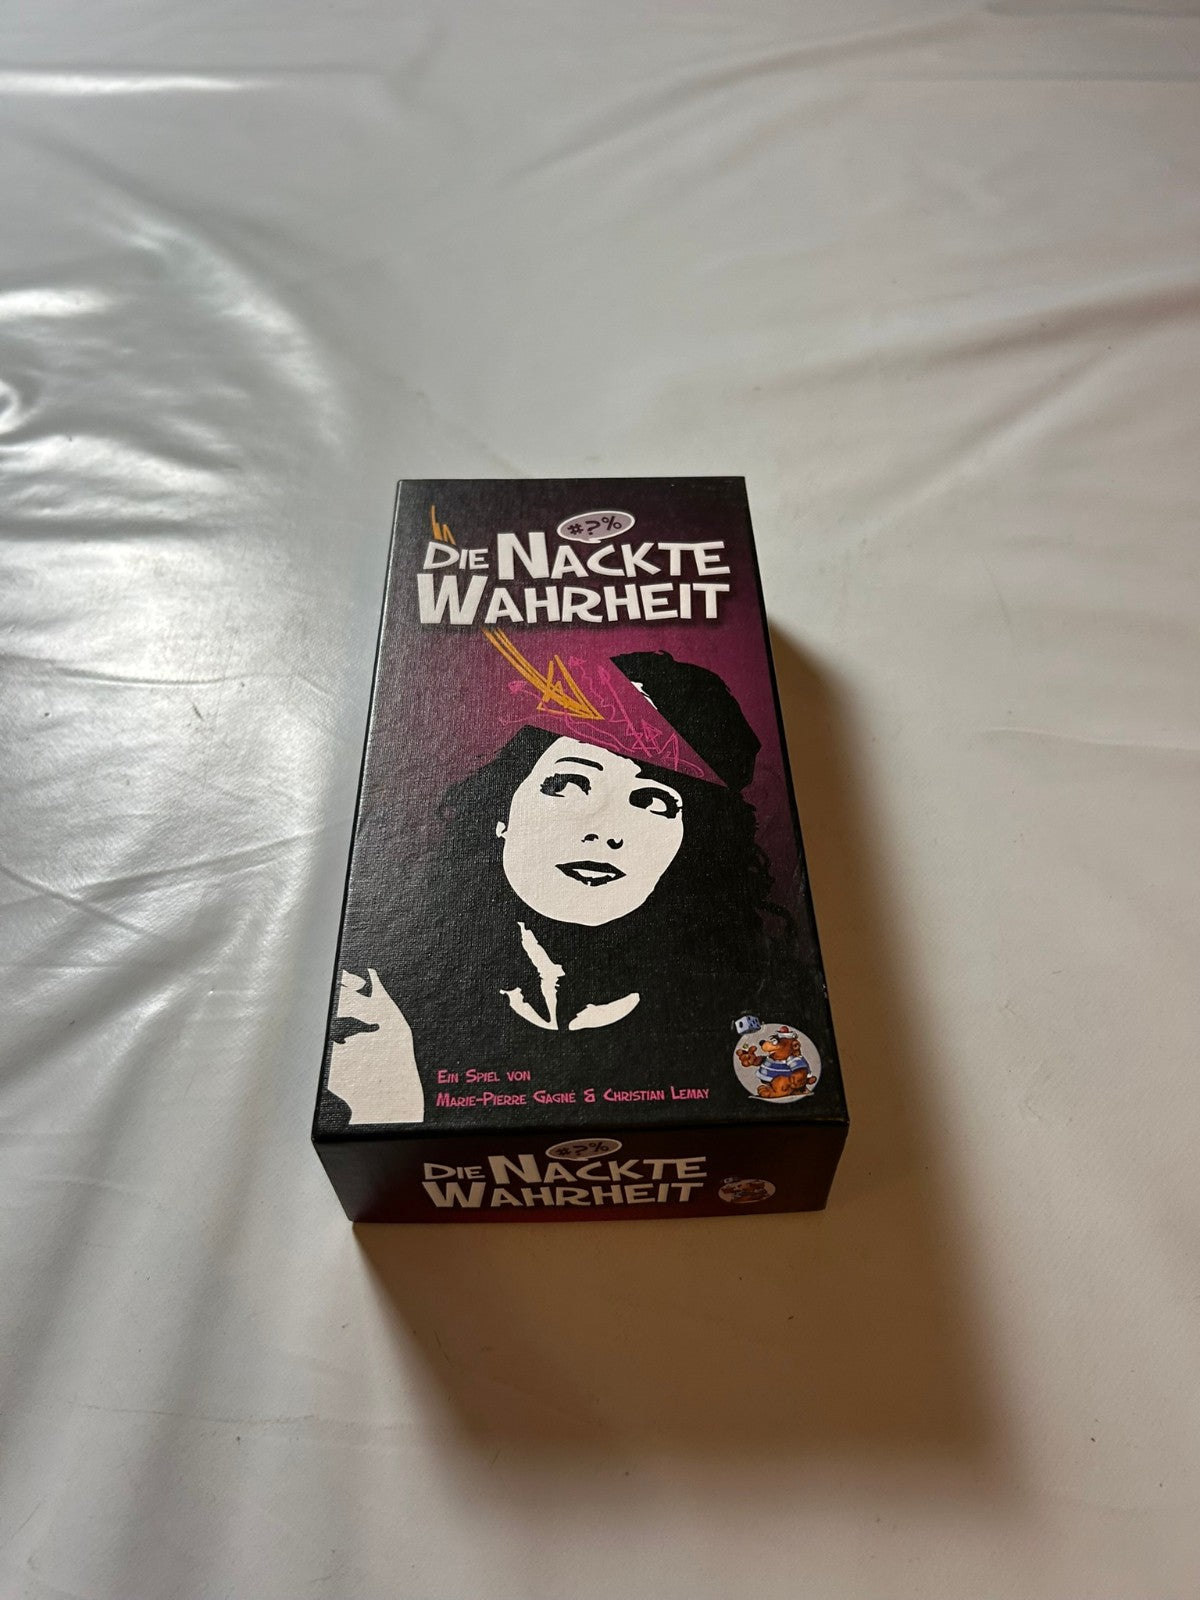 #?%
DIE NACKTE
WAHRHEIT
EIN SPIEL VON
MARIE-PIERRE GAGNÉ & CHRISTIAN LEMAY
#?%
DIE NACKTE
WAHRHEIT